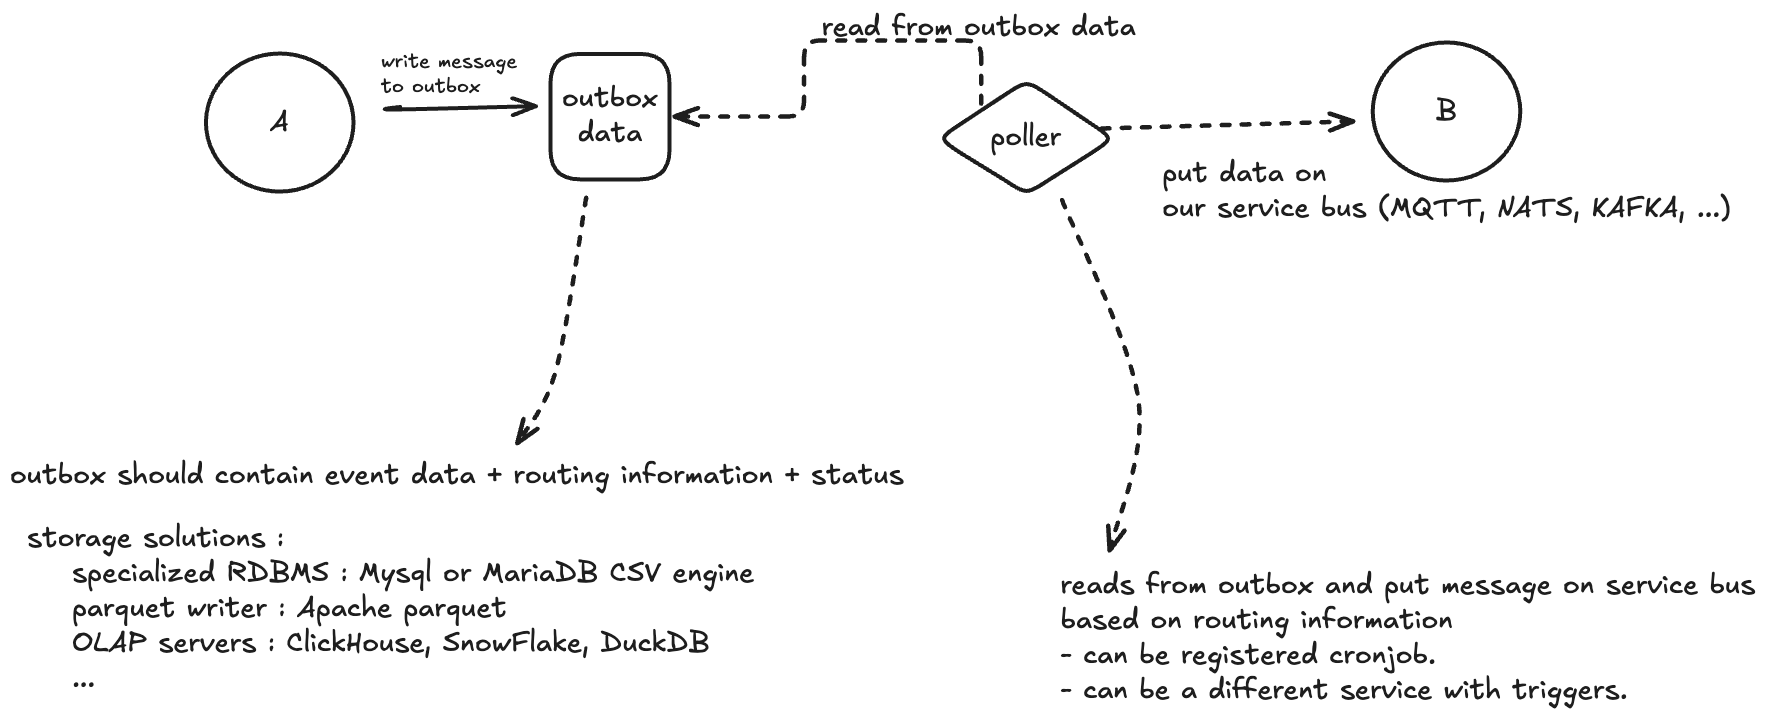 read from outbox data
write message
to outbox
A
outbox
data
poller
B
put data on
our service bus (MQTT, NATS, KAFKA, ...)
outbox should contain event data + routing information + status
storage solutions :
specialized RDBMS : Mysql or MariaDB CSV engine
parquet writer : Apache parquet
OLAP servers : ClickHouse, SnowFlake, DuckDB
...
reads from outbox and put message on service bus
based on routing information
- can be registered cronjob.
- can be a different service with triggers.